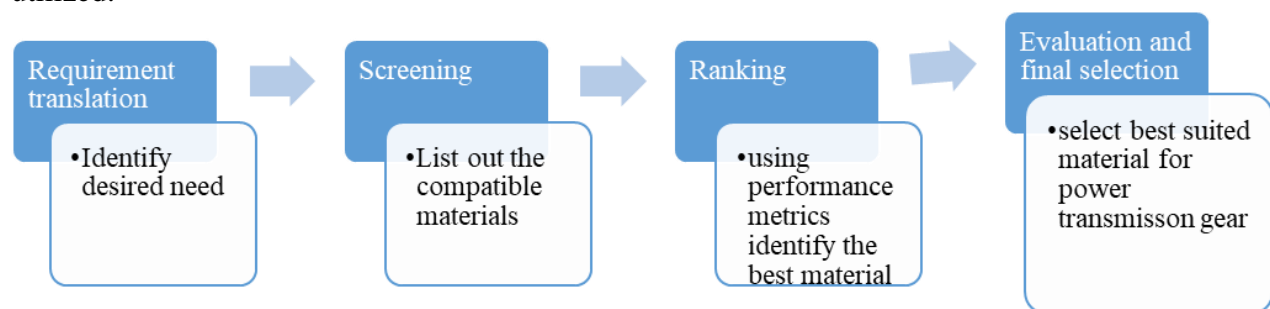 utilized.
Requirement
translation
•Identify
desired need
Screening
•List out the
compatible
materials
Ranking
•using
performance
metrics
identify the
best material
Evaluation and
final selection
•select best suited
material for
power
transmisson gear